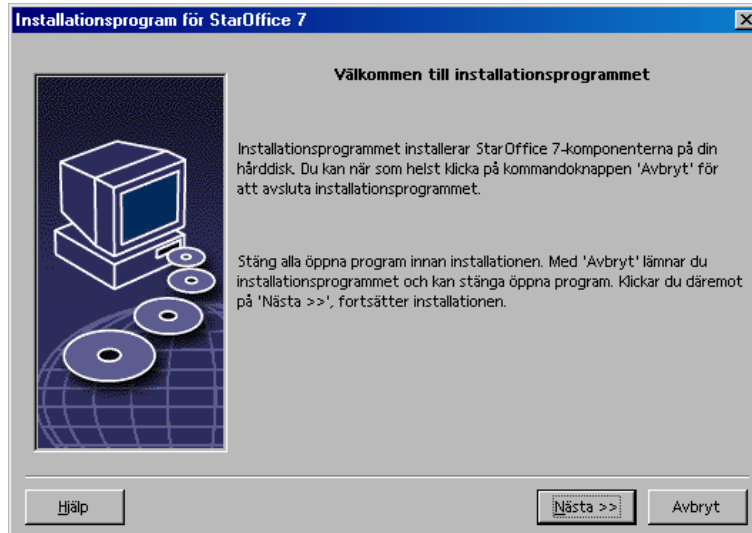 Installationsprogram för StarOffice 7
Välkommen till installationsprogrammet
Installationsprogrammet installerar StarOffice 7-komponenterna på din
hårddisk. Du kan när som helst klicka på kommandoknappen 'Avbryt' för
att avsluta installationsprogrammet.
Stäng alla öppna program innan installationen. Med 'Avbryt' lämnar du
installationsprogrammet och kan stänga öppna program. Klickar du däremot
på 'Nästa >>', fortsätter installationen.
Hjälp
Nästa >>
Avbryt